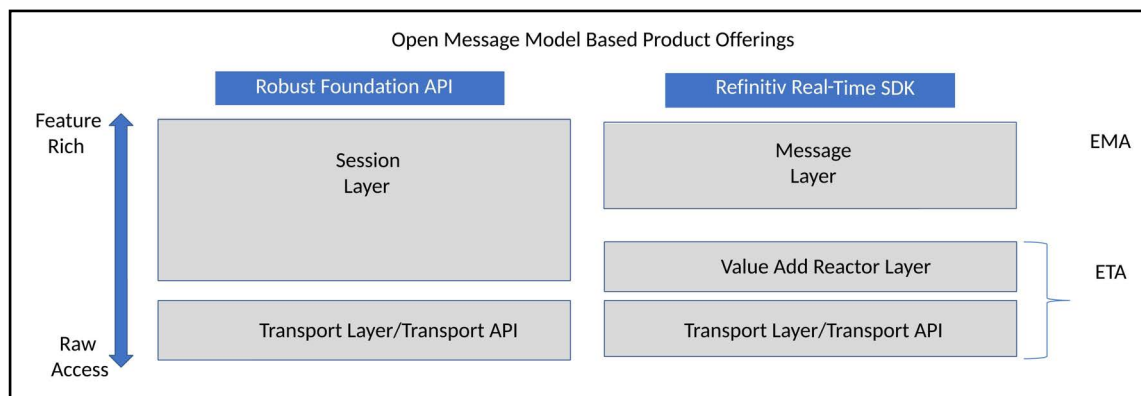 Open Message Model Based Product Offerings
Robust Foundation API
Refinitiv Real-Time SDK
Feature
Rich
Session
Layer
Message
Layer
EMA
Value Add Reactor Layer
ETA
Transport Layer/Transport API
Transport Layer/Transport API
Raw
Access